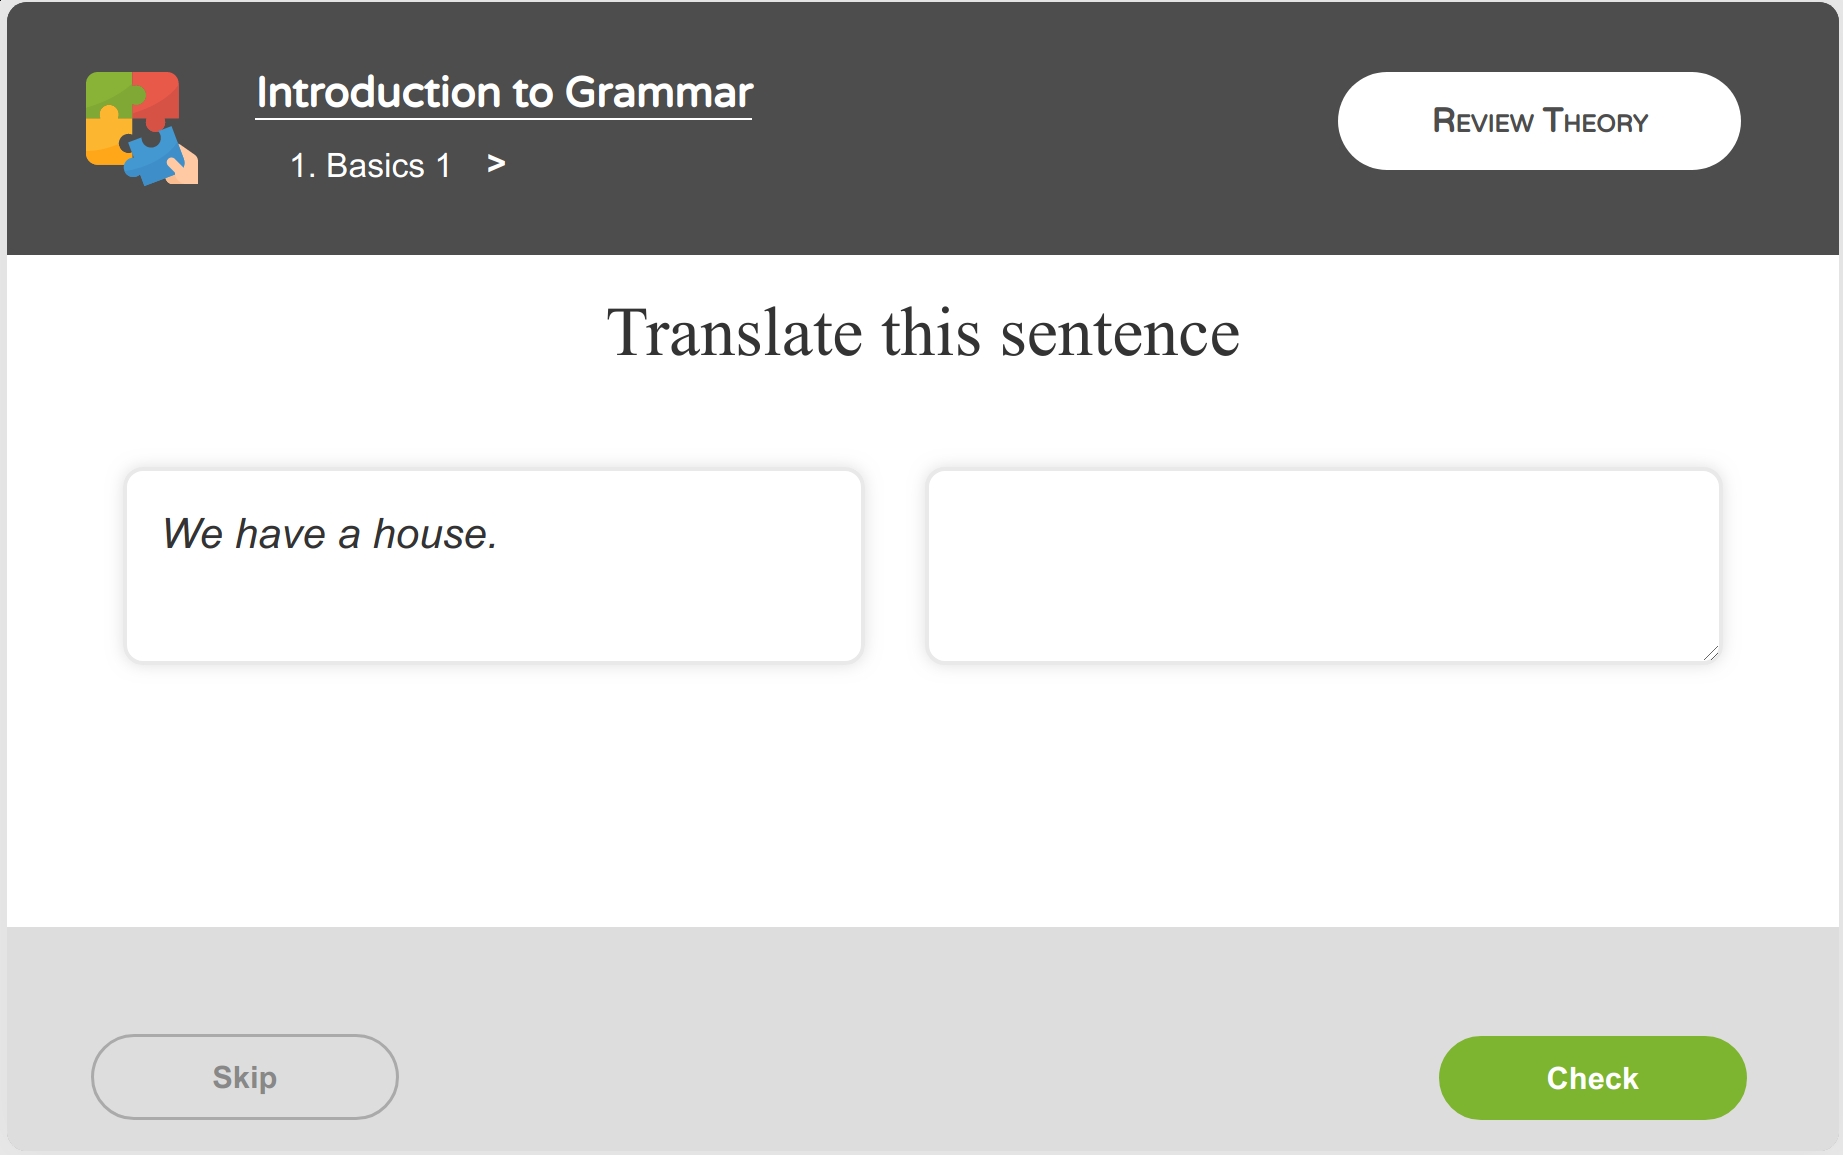 Introduction to Grammar
1. Basics 1 >
Review Theory
Translate this sentence
We have a house.
Skip
Check